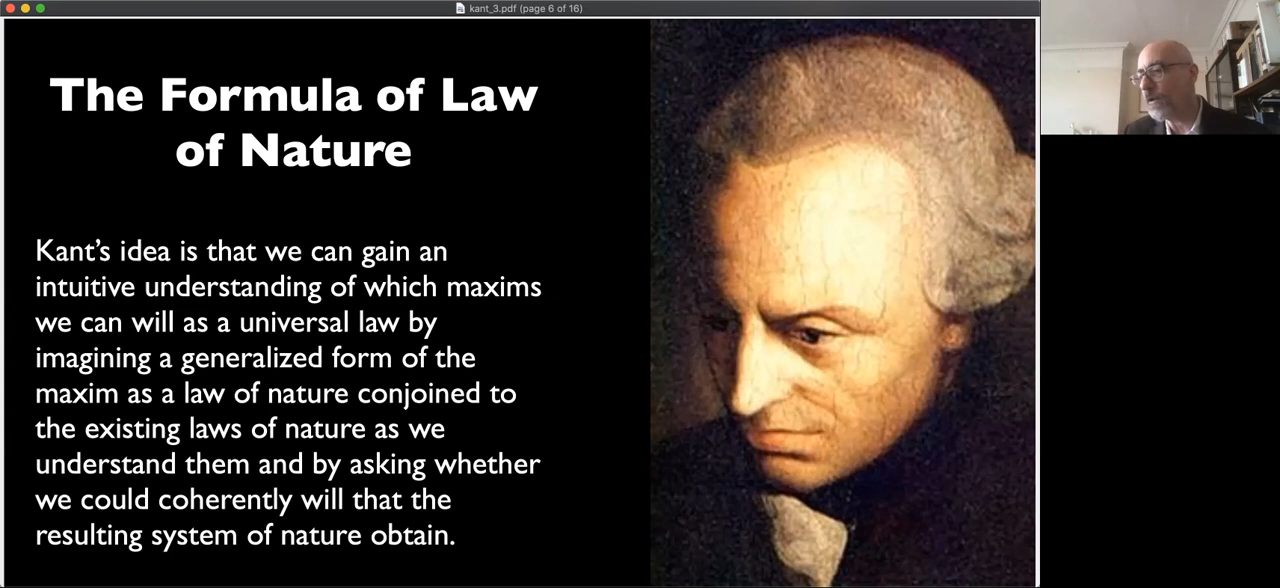 kant_3.pdf (page 6 of 16)
The Formula of Law
of Nature
Kant’s idea is that we can gain an
intuitive understanding of which maxims
we can will as a universal law by
imagining a generalized form of the
maxim as a law of nature conjoined to
the existing laws of nature as we
understand them and by asking whether
we could coherently will that the
resulting system of nature obtain.